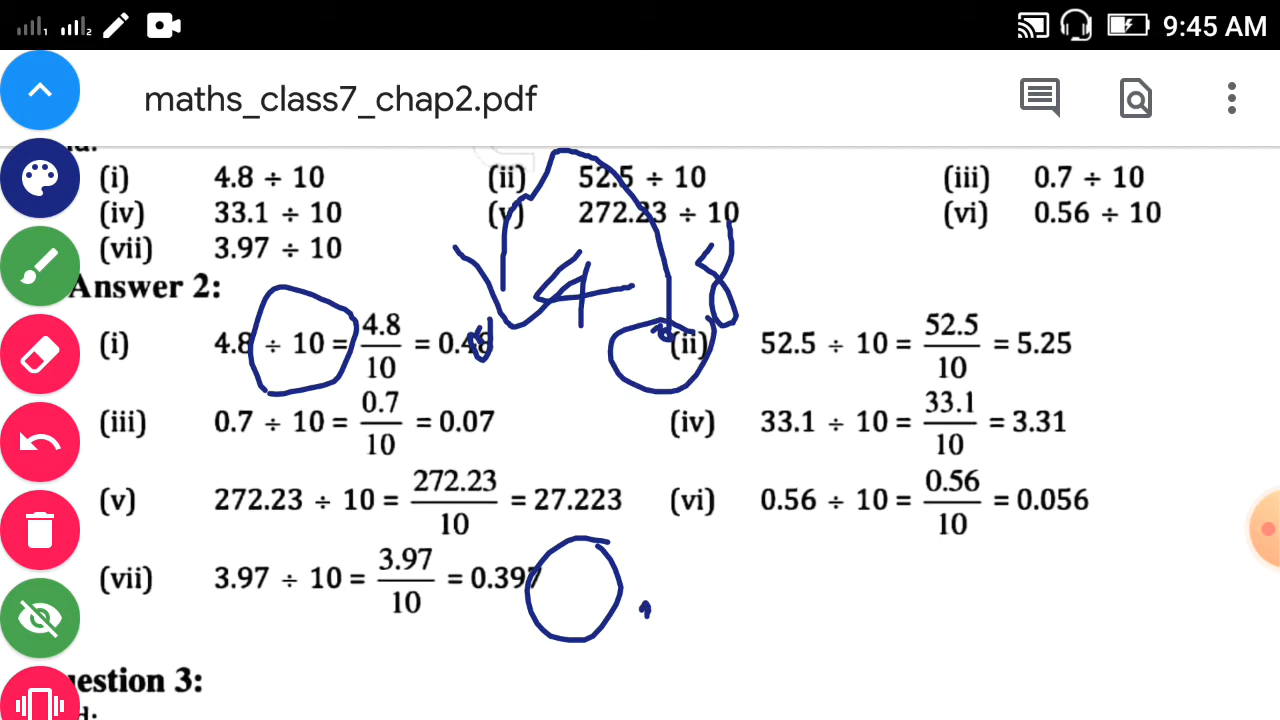 9:45 AM
maths_class7_chap2.pdf
(i) 4.8 ÷ 10 (ii) 52.5 ÷ 10 (iii) 0.7 ÷ 10
(iv) 33.1 ÷ 10 (v) 272.23 ÷ 10 (vi) 0.56 ÷ 10
(vii) 3.97 ÷ 10
4 8
Answer 2:
(i) 4.8 ÷ 10 = 4.8/10 = 0.48 (ii) 52.5 ÷ 10 = 52.5/10 = 5.25
(iii) 0.7 ÷ 10 = 0.7/10 = 0.07 (iv) 33.1 ÷ 10 = 33.1/10 = 3.31
(v) 272.23 ÷ 10 = 272.23/10 = 27.223 (vi) 0.56 ÷ 10 = 0.56/10 = 0.056
(vii) 3.97 ÷ 10 = 3.97/10 = 0.397
estion 3: